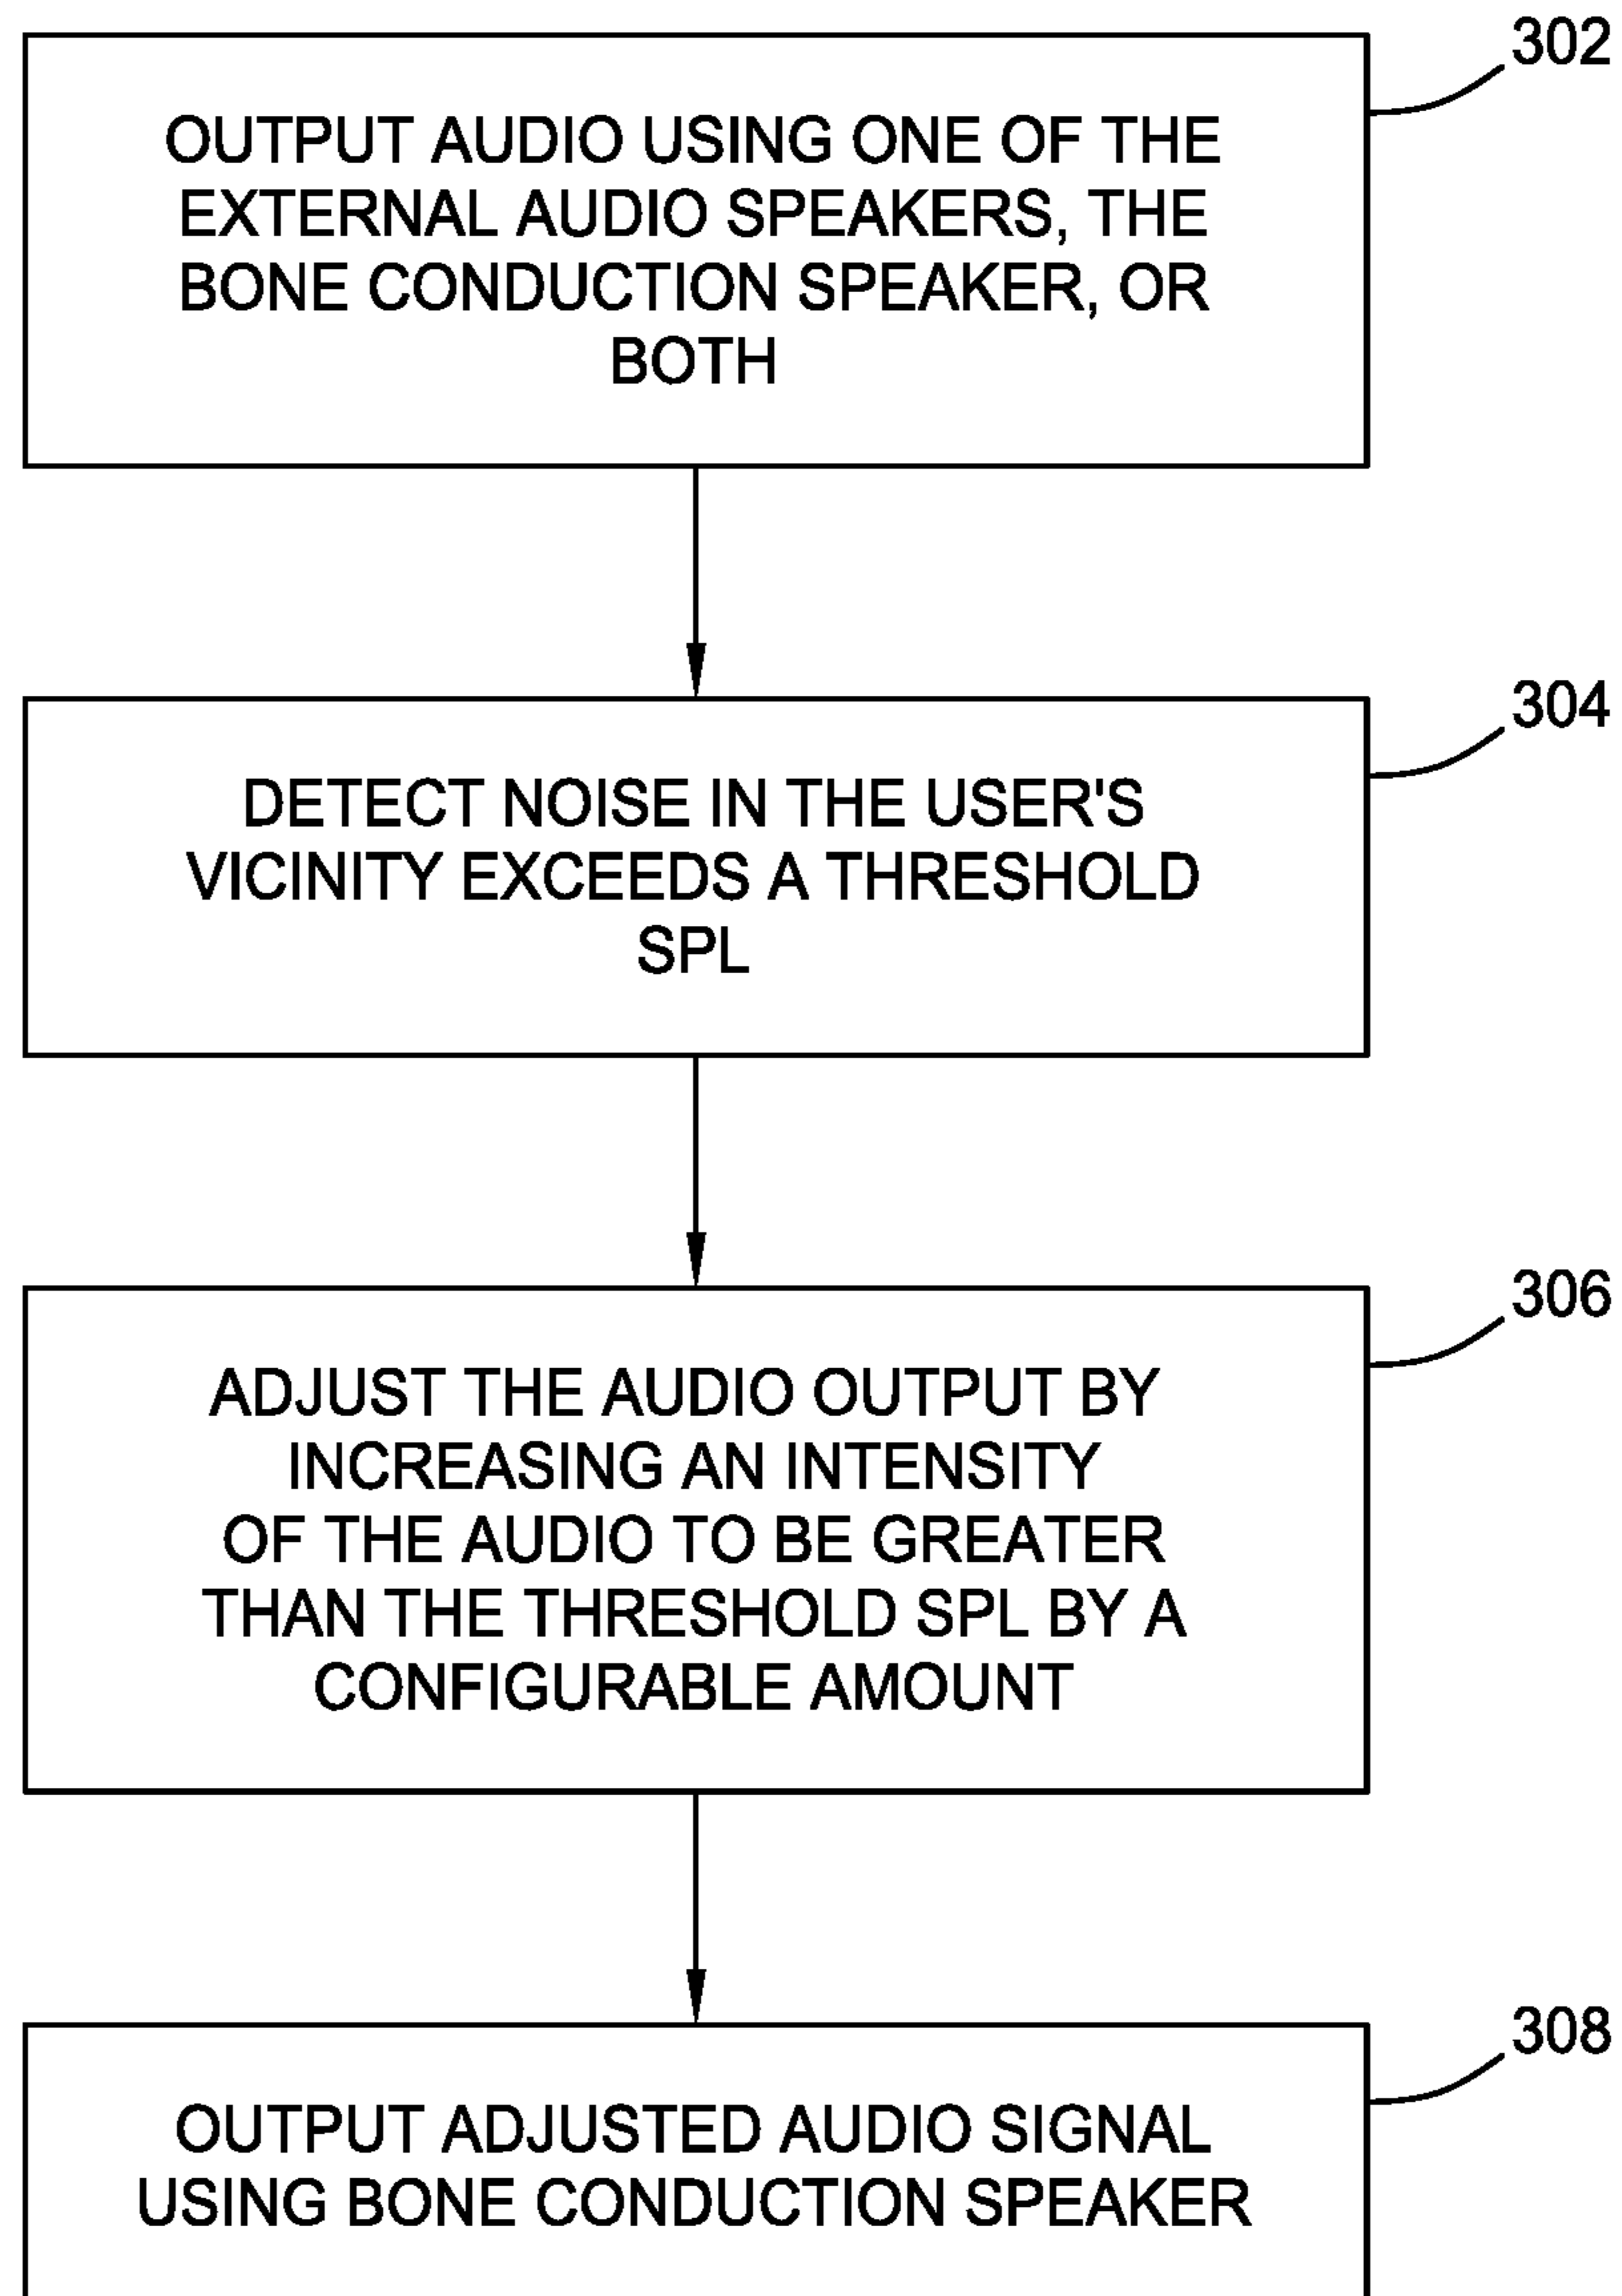 302
OUTPUT AUDIO USING ONE OF THE
EXTERNAL AUDIO SPEAKERS, THE
BONE CONDUCTION SPEAKER, OR
BOTH
304
DETECT NOISE IN THE USER'S
VICINITY EXCEEDS A THRESHOLD
SPL
306
ADJUST THE AUDIO OUTPUT BY
INCREASING AN INTENSITY
OF THE AUDIO TO BE GREATER
THAN THE THRESHOLD SPL BY A
CONFIGURABLE AMOUNT
308
OUTPUT ADJUSTED AUDIO SIGNAL
USING BONE CONDUCTION SPEAKER